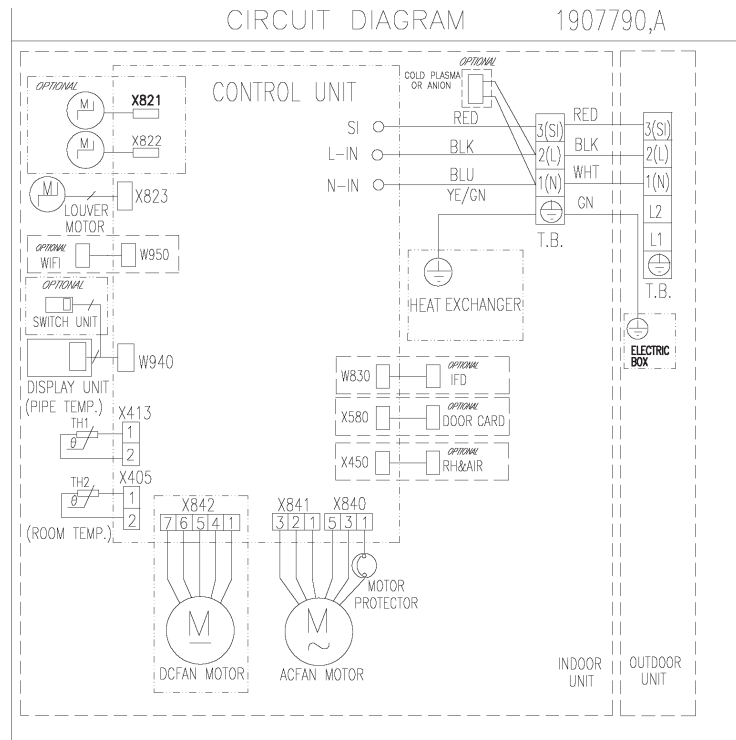 CIRCUIT DIAGRAM 1907790,A
OPTIONAL
X821
M
X822
M
M
X823
LOUVER
MOTOR
OPTIONAL
WIFI
W950
OPTIONAL
SWITCH UNIT
W940
DISPLAY UNIT
(PIPE TEMP.)
TH1
θ
X413
1
2
X405
TH2
θ
1
2
(ROOM TEMP.)
CONTROL UNIT
SI
L-IN
N-IN
OPTIONAL
COLD PLASMA
OR ANION
RED
BLK
BLU
YE/GN
3(SI)
2(L)
1(N)
T.B.
RED
BLK
WHT
GN
3(SI)
2(L)
1(N)
L2
L1
T.B.
HEAT EXCHANGER
ELECTRIC
BOX
W830
OPTIONAL
IFD
X580
OPTIONAL
DOOR CARD
X450
OPTIONAL
RH&AIR
X842
7 6 5 4 1
M
DCFAN MOTOR
X841 X840
3 2 1 5 3 1
MOTOR
PROTECTOR
M
~
ACFAN MOTOR
INDOOR
UNIT
OUTDOOR
UNIT